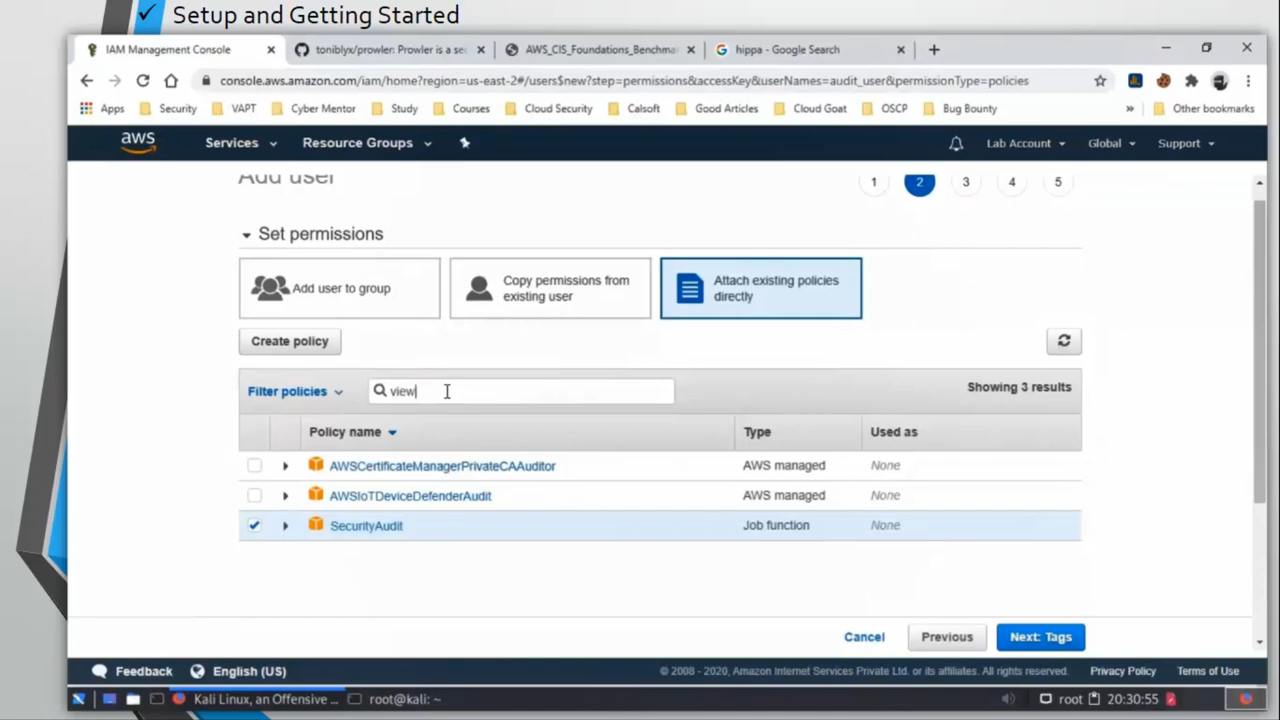 ✓ Setup and Getting Started
IAM Management Console
toniblyx/prowler: Prowler is a sec
AWS_CIS_Foundations_Benchmar
hippa - Google Search
console.aws.amazon.com/iam/home?region=us-east-2#/users$new?step=permissions&accessKey&userNames=audit_user&permissionType=policies
Apps Security VAPT Cyber Mentor Study Courses Cloud Security Calsoft Good Articles Cloud Goat OSCP Bug Bounty » Other bookmarks
aws Services Resource Groups Lab Account Global Support
Add user 1 2 3 4 5
Set permissions
Add user to group
Copy permissions from
existing user
Attach existing policies
directly
Create policy
Filter policies view Showing 3 results
Policy name Type Used as
AWSCertificateManagerPrivateCAAuditor AWS managed None
AWSIoTDeviceDefenderAudit AWS managed None
SecurityAudit Job function None
Cancel Previous Next: Tags
Feedback English (US) © 2008 - 2020, Amazon Internet Services Private Ltd. or its affiliates. All rights reserved. Privacy Policy Terms of Use
Kali Linux, an Offensive ... root@kali: ~ root 20:30:55